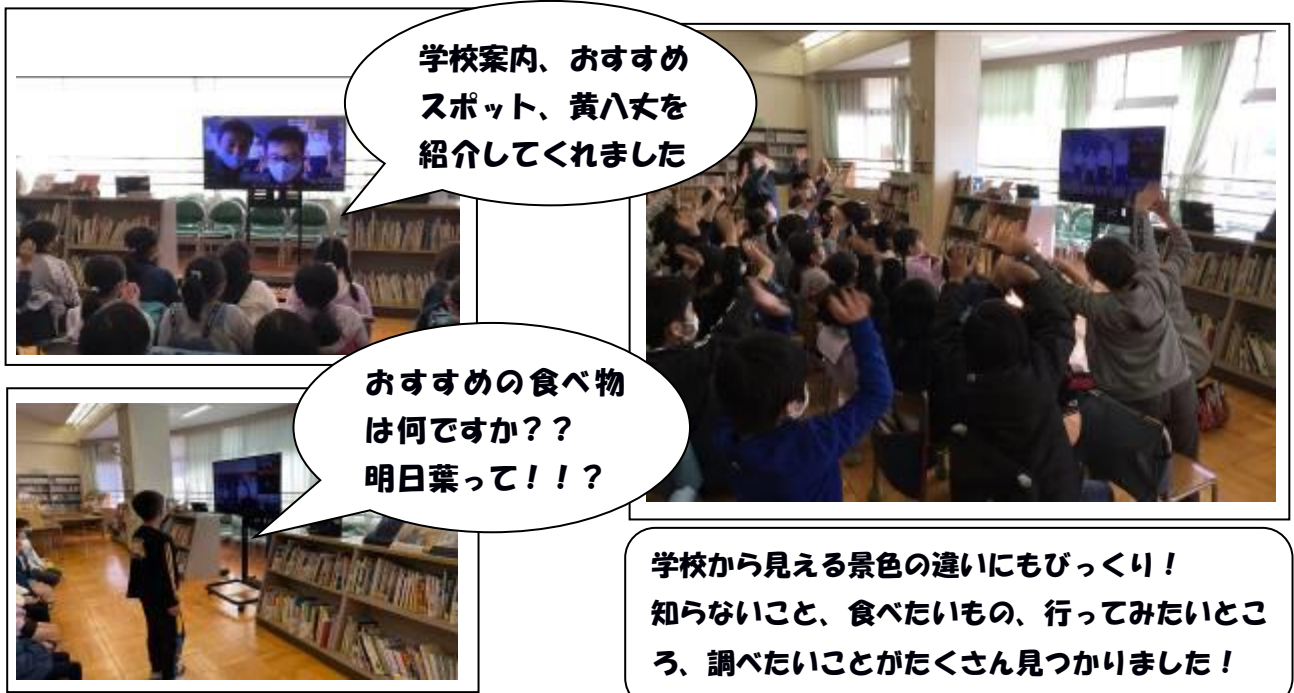 学校案内、おすすめ
スポット、黄八丈を
紹介してくれました
おすすめの食べ物
は何ですか？？
明日葉って！！？
学校から見える景色の違いにもびっくり！
知らないこと、食べたいもの、行ってみたいとこ
ろ、調べたいことがたくさん見つかりました！